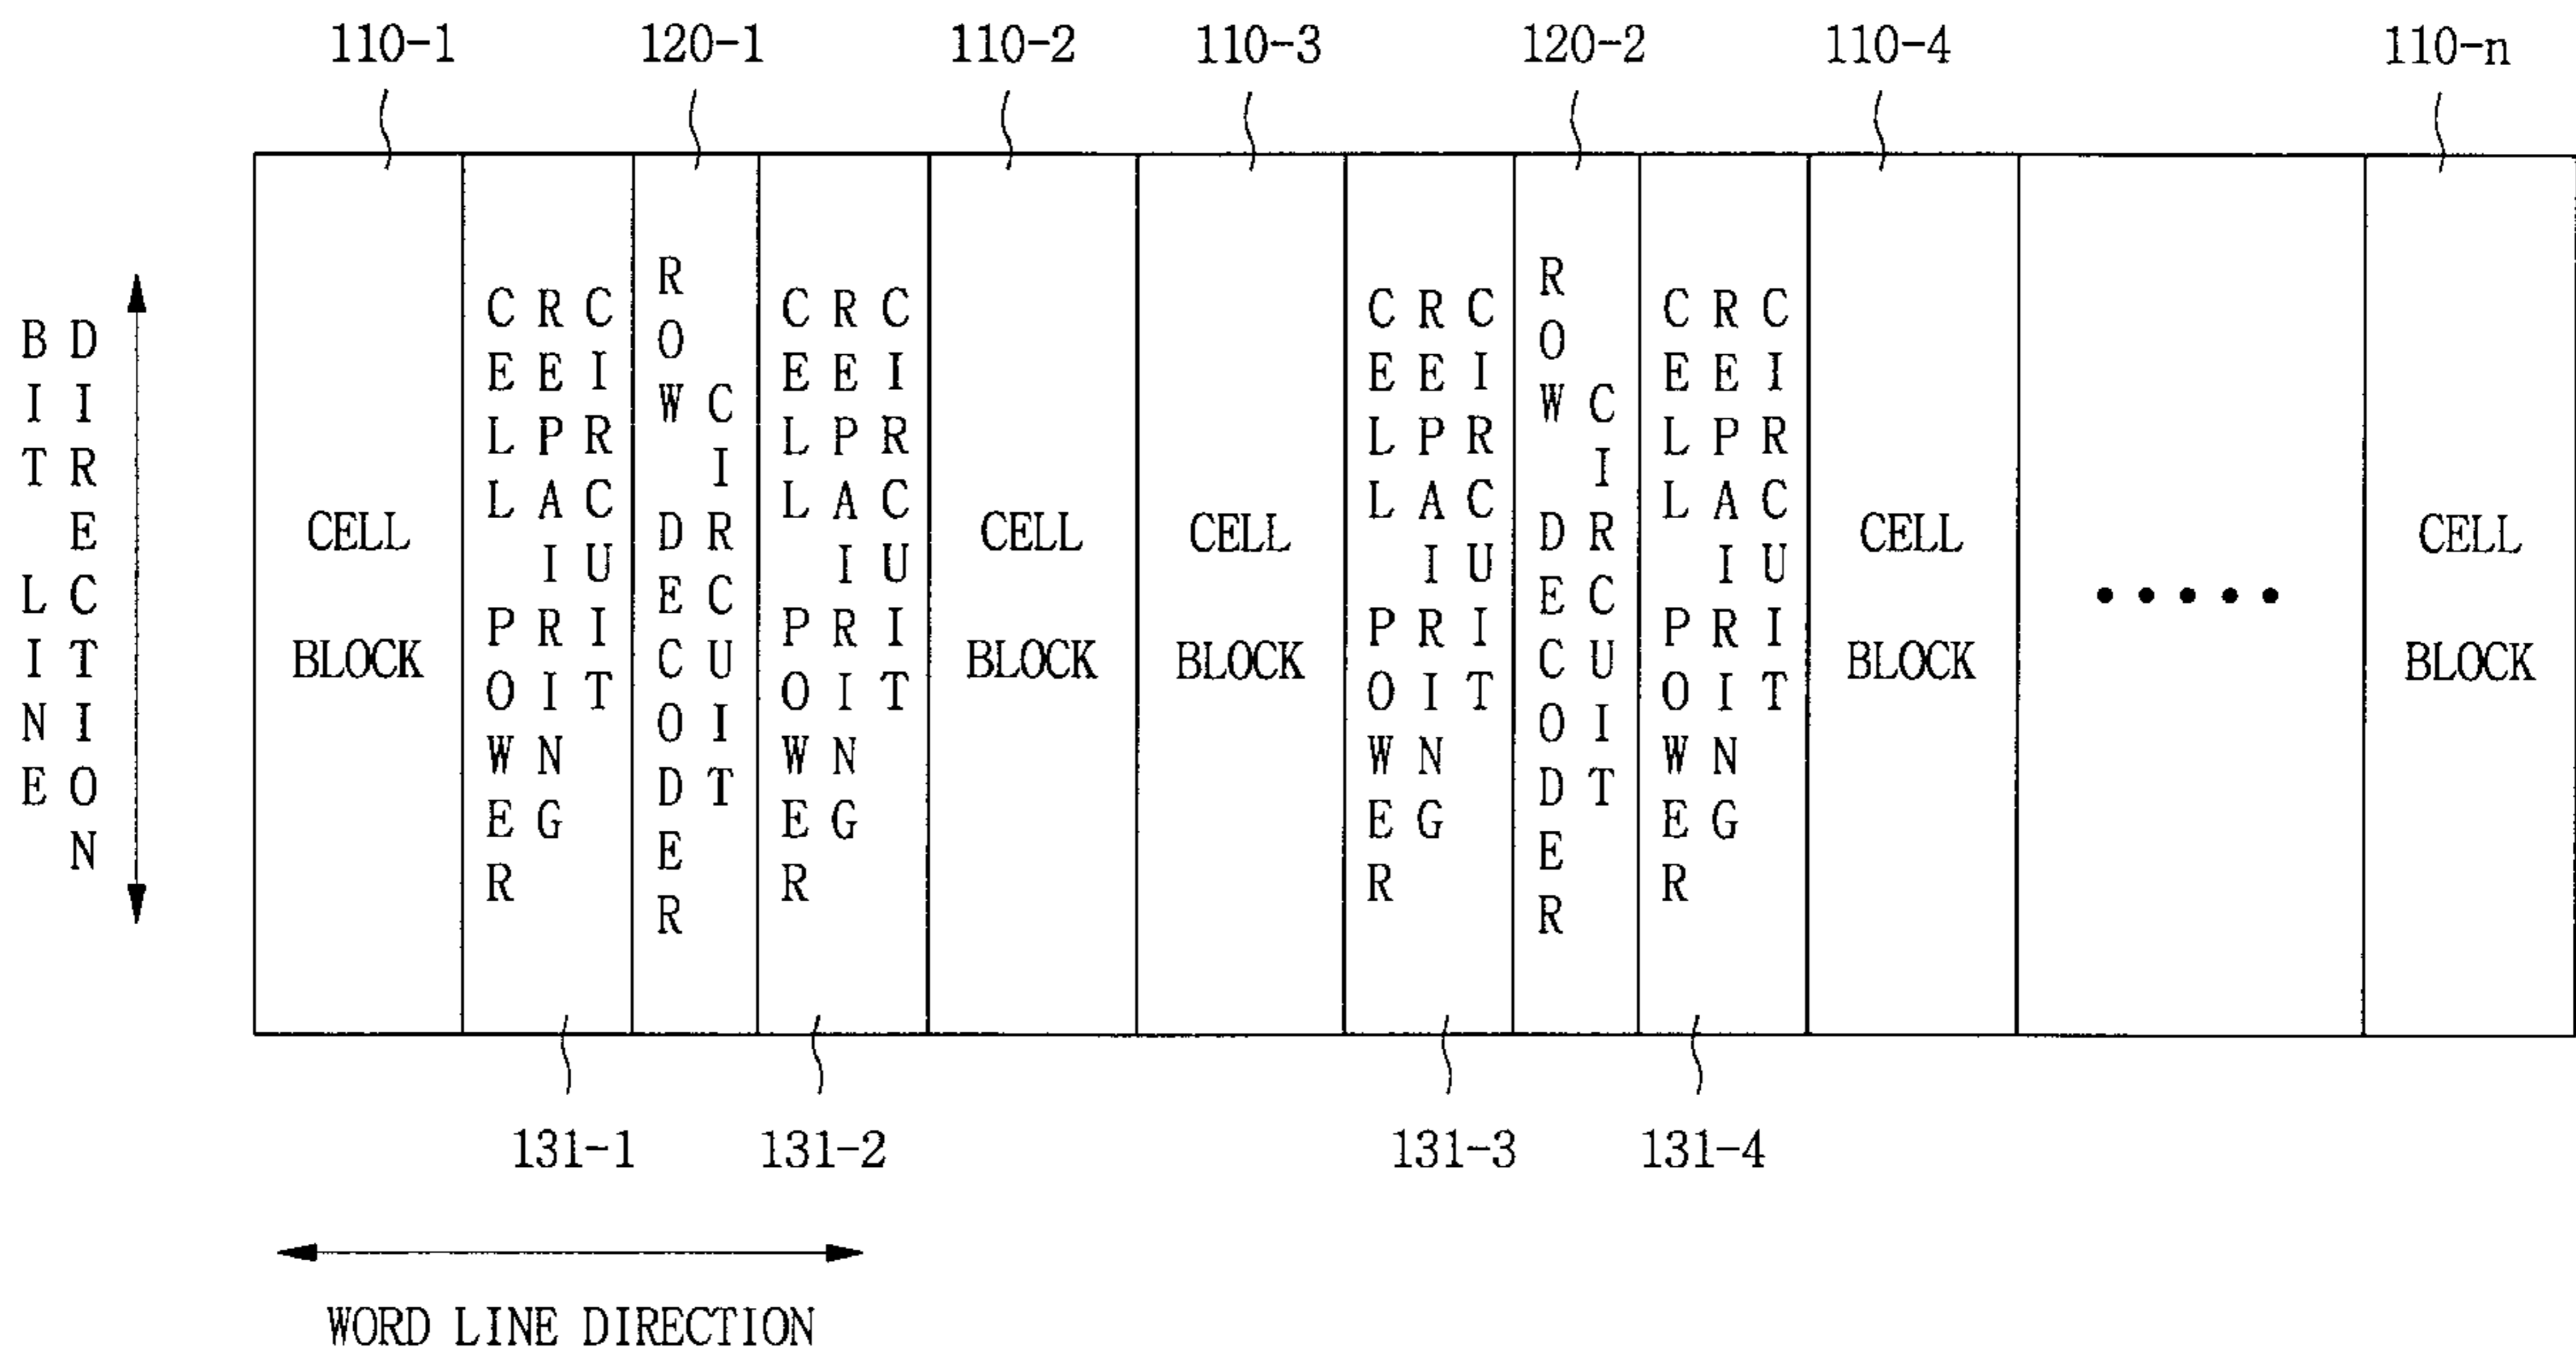 110-1 120-1 110-2 110-3 120-2 110-4 110-n
BIT LINE
DIRECTION
CELL
BLOCK
CELL POWER
REPAIRING
CIRCUIT
ROW DECODER
CIRCUIT
CELL POWER
REPAIRING
CIRCUIT
CELL
BLOCK
CELL
BLOCK
CELL POWER
REPAIRING
CIRCUIT
ROW DECODER
CIRCUIT
CELL POWER
REPAIRING
CIRCUIT
CELL
BLOCK
.....
CELL
BLOCK
131-1 131-2 131-3 131-4
WORD LINE DIRECTION